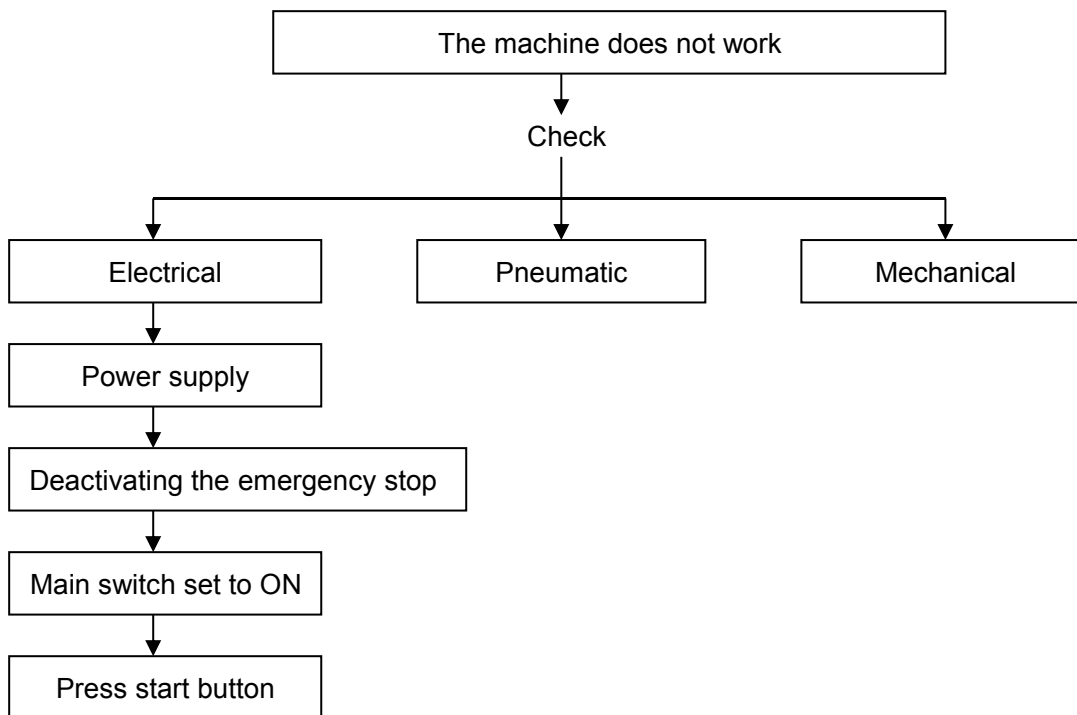 The machine does not work
Check
Electrical
Pneumatic
Mechanical
Power supply
Deactivating the emergency stop
Main switch set to ON
Press start button